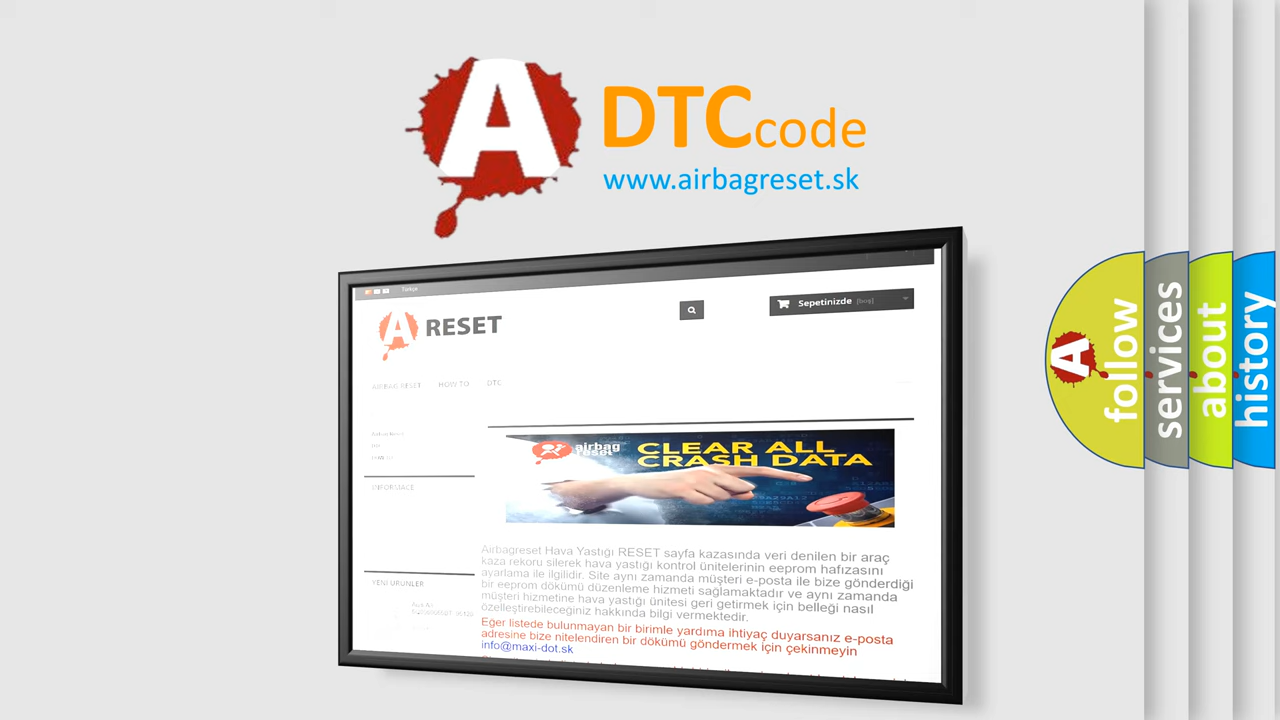 A
DTC code
www.airbagreset.sk
Türkçe
A RESET
Sepetinizde
AIRBAG RESET HOW TO DTC
INFORMACE
airbag
reset
CLEAR ALL
CRASH DATA
Airbagreset Hava Yastığı RESET sayfa kazasında veri denilen bir araç
kaza rekoru silerek hava yastığı kontrol ünitelerinin eeprom hafızasını
ayarlama ile ilgilidir. Site aynı zamanda müşteri e-posta ile bize gönderdiği
bir eeprom dökümü düzenleme hizmeti sağlamaktadır ve aynı zamanda
müşteri hizmetine hava yastığı ünitesi geri getirmek için belleği nasıl
özelleştirebileceğiniz hakkında bilgi vermektedir.
Eğer listede bulunmayan bir birimle yardıma ihtiyaç duyarsanız e-posta
adresine bize nitelendiren bir dökümü göndermek için çekinmeyin
info@maxi-dot.sk
YENI ÜRÜNLER
A
follow
services
about
history